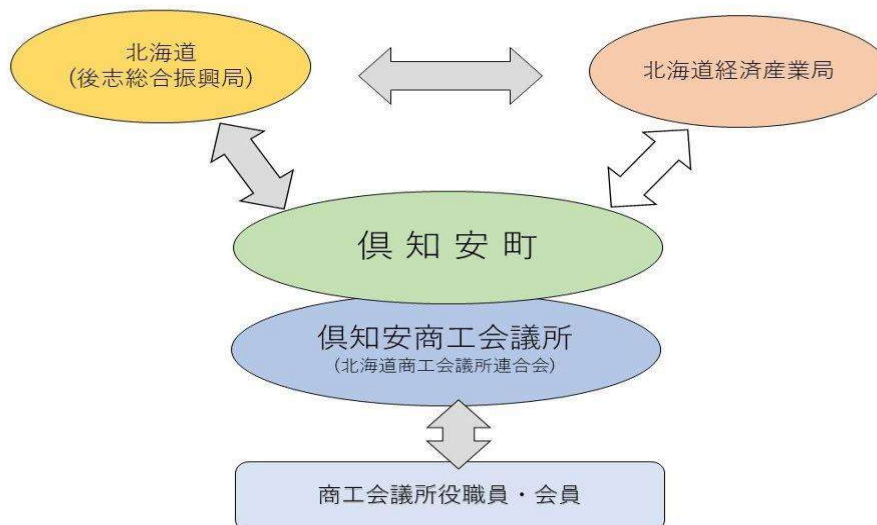 北海道
(後志総合振興局)
北海道経済産業局
倶知安町
倶知安商工会議所
(北海道商工会議所連合会)
商工会議所役職員・会員